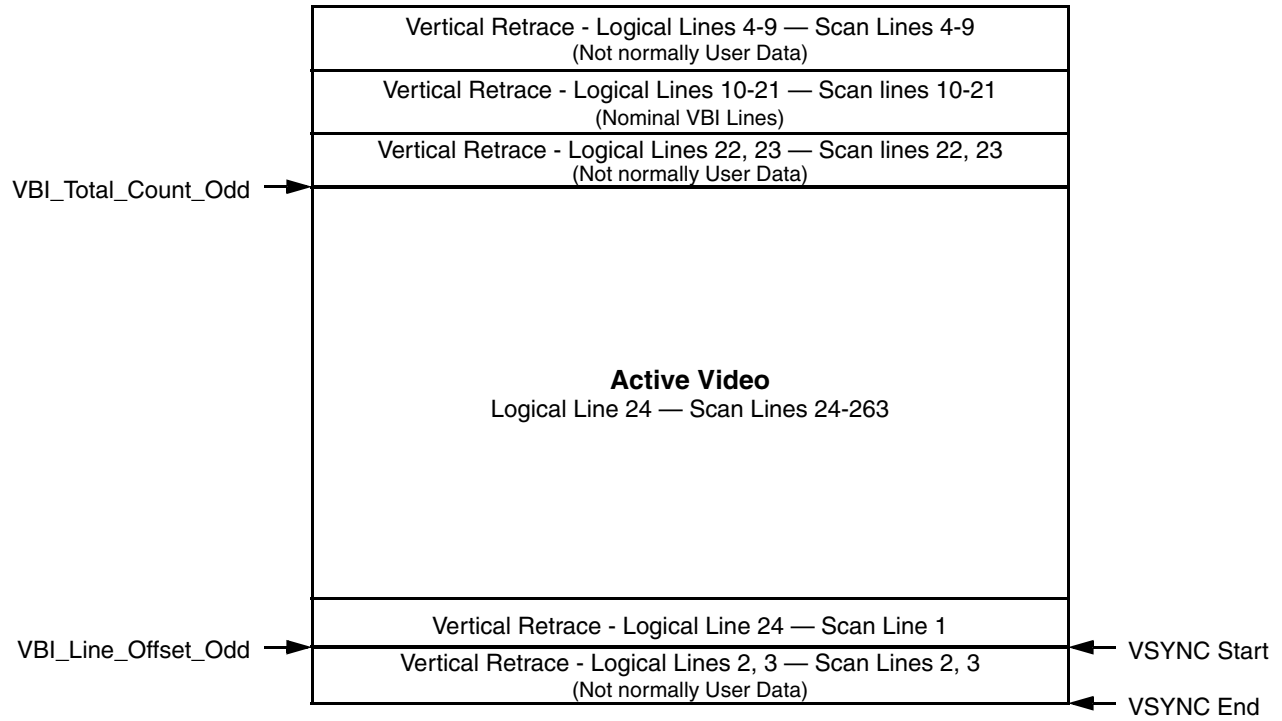 Vertical Retrace - Logical Lines 4-9 — Scan Lines 4-9
(Not normally User Data)
Vertical Retrace - Logical Lines 10-21 — Scan lines 10-21
(Nominal VBI Lines)
Vertical Retrace - Logical Lines 22, 23 — Scan lines 22, 23
(Not normally User Data)
VBI_Total_Count_Odd
Active Video
Logical Line 24 — Scan Lines 24-263
Vertical Retrace - Logical Line 24 — Scan Line 1
VBI_Line_Offset_Odd
VSYNC Start
Vertical Retrace - Logical Lines 2, 3 — Scan Lines 2, 3
(Not normally User Data)
VSYNC End